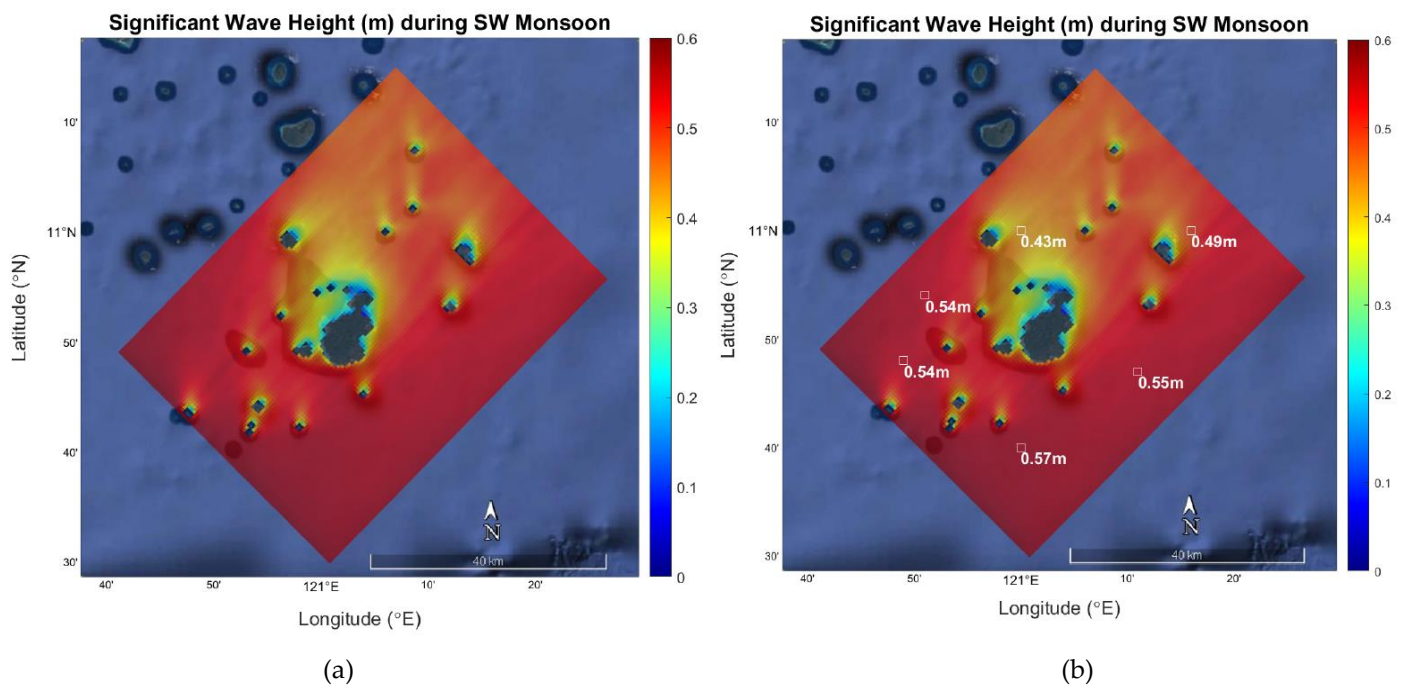 Significant Wave Height (m) during SW Monsoon
0.6
0.5
0.4
0.3
0.2
0.1
0
10'
11°N
50'
40'
30'
Latitude (°N)
40'
50'
121°E
10'
20'
Longitude (°E)
N
40 km
(a)
Significant Wave Height (m) during SW Monsoon
0.6
0.5
0.4
0.3
0.2
0.1
0
10'
11°N
50'
40'
30'
Latitude (°N)
0.43m
0.49m
0.54m
0.54m
0.55m
0.57m
40'
50'
121°E
10'
20'
Longitude (°E)
N
40 km
(b)